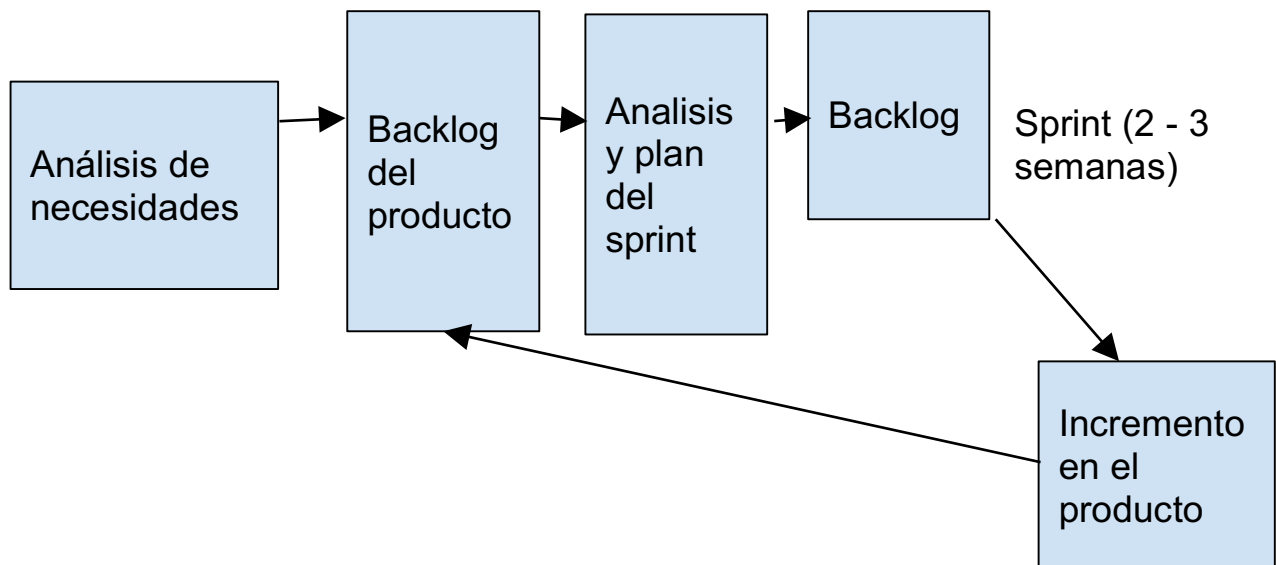 Análisis de
necesidades
Backlog
del
producto
Analisis
y plan
del
sprint
Backlog
Sprint (2 - 3
semanas)
Incremento
en el
producto